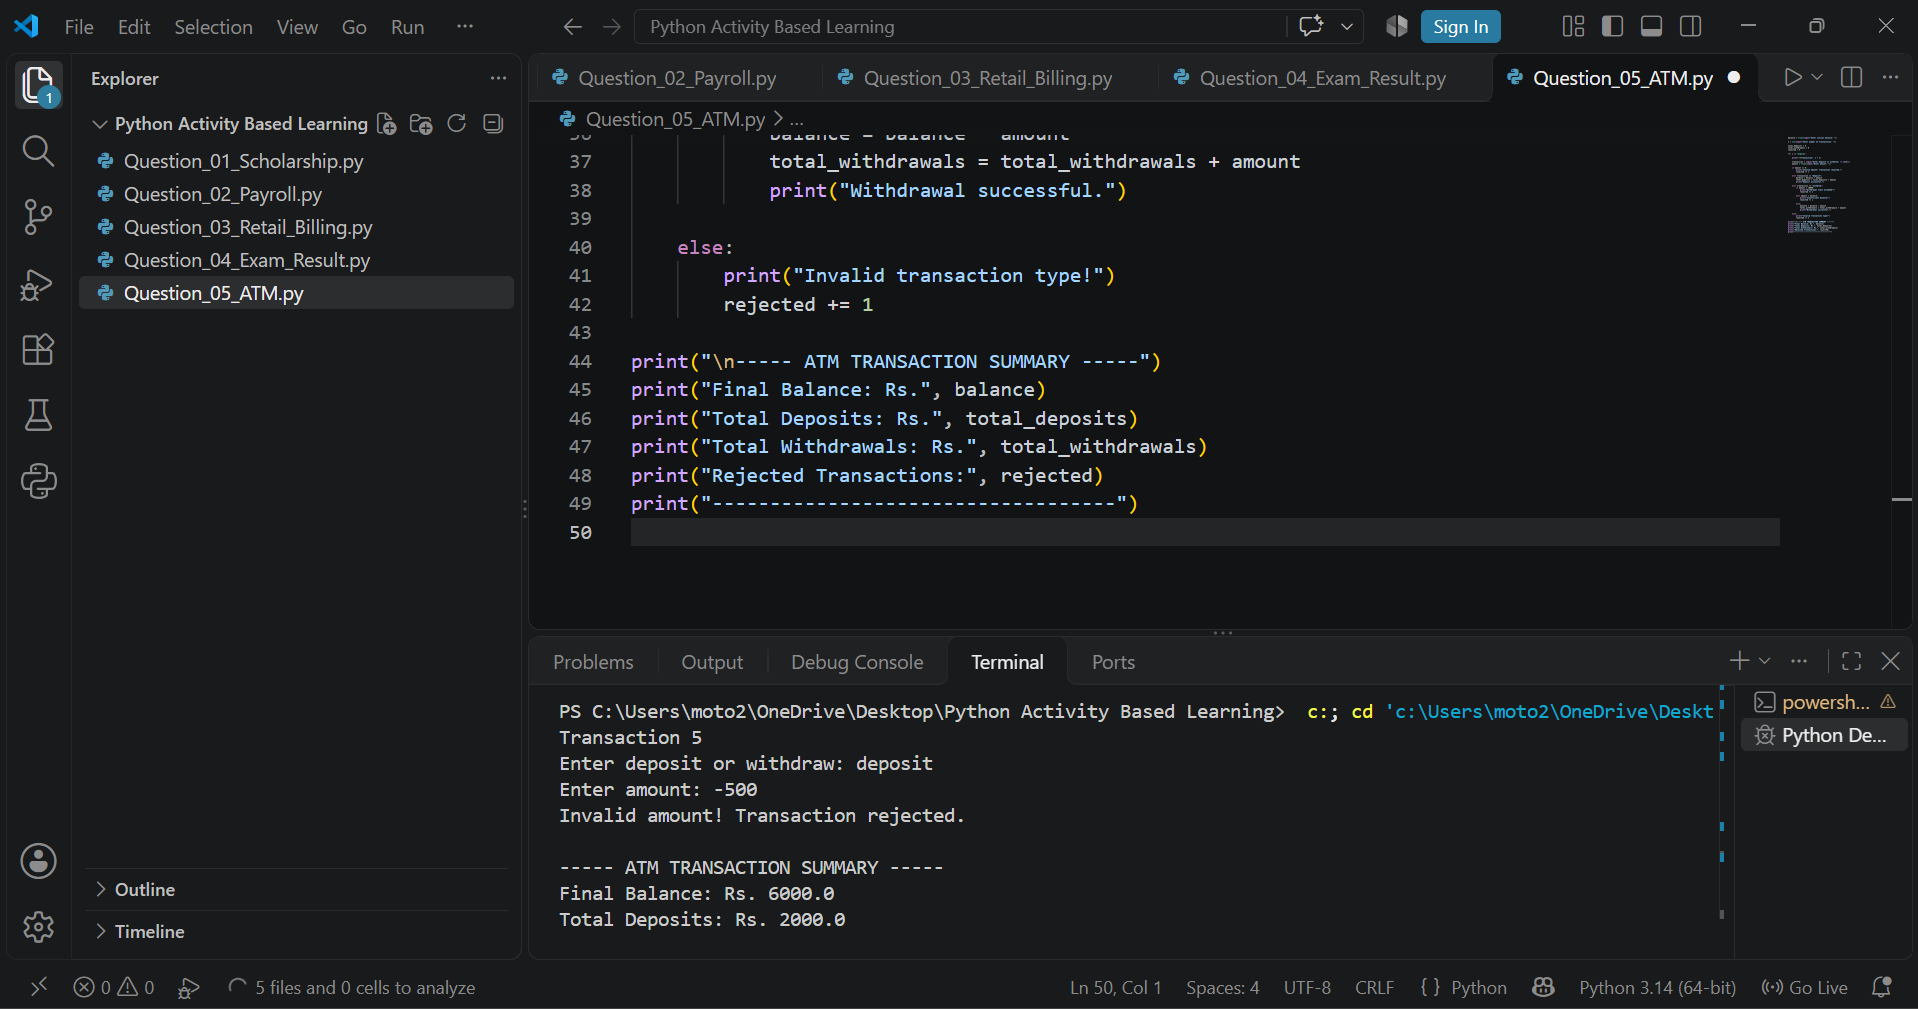 File Edit Selection View Go Run ...
Python Activity Based Learning
Sign In
Explorer
1
Python Activity Based Learning
Question_01_Scholarship.py
Question_02_Payroll.py
Question_03_Retail_Billing.py
Question_04_Exam_Result.py
Question_05_ATM.py
Outline
Timeline
Question_02_Payroll.py Question_03_Retail_Billing.py Question_04_Exam_Result.py Question_05_ATM.py
Question_05_ATM.py > ...
36 balance = balance - amount
37 total_withdrawals = total_withdrawals + amount
38 print("Withdrawal successful.")
39
40 else:
41 print("Invalid transaction type!")
42 rejected += 1
43
44 print("\n----- ATM TRANSACTION SUMMARY -----")
45 print("Final Balance: Rs.", balance)
46 print("Total Deposits: Rs.", total_deposits)
47 print("Total Withdrawals: Rs.", total_withdrawals)
48 print("Rejected Transactions:", rejected)
49 print("-----------------------------------")
50
Problems Output Debug Console Terminal Ports
PS C:\Users\moto2\OneDrive\Desktop\Python Activity Based Learning> c:; cd 'c:\Users\moto2\OneDrive\Deskt
Transaction 5
Enter deposit or withdraw: deposit
Enter amount: -500
Invalid amount! Transaction rejected.
----- ATM TRANSACTION SUMMARY -----
Final Balance: Rs. 6000.0
Total Deposits: Rs. 2000.0
powersh...
Python De...
0 0 5 files and 0 cells to analyze Ln 50, Col 1 Spaces: 4 UTF-8 CRLF {} Python Python 3.14 (64-bit) Go Live